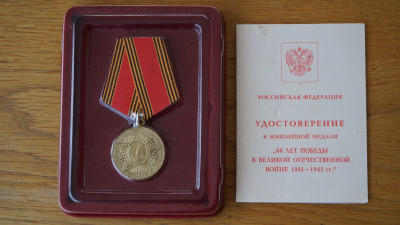 РОССИЙСКАЯ ФЕДЕРАЦИЯ
УДОСТОВЕРЕНИЕ
К ЮБИЛЕЙНОЙ МЕДАЛИ
„60 ЛЕТ ПОБЕДЫ
В ВЕЛИКОЙ ОТЕЧЕСТВЕННОЙ
ВОЙНЕ 1941—1945 гг.“